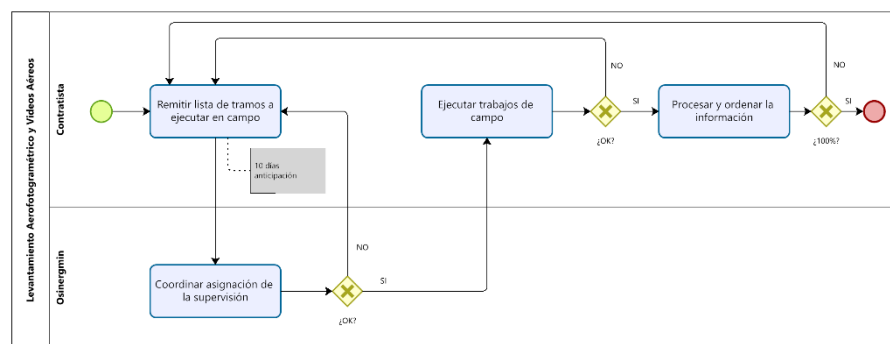 Levantamiento Aerofotogramétrico y Vídeos Aéreos
Contratista
Remitir lista de tramos a
ejecutar en campo
10 días
anticipación
Ejecutar trabajos de
campo
NO
SI
¿OK?
Procesar y ordenar la
información
NO
SI
¿100%?
Osinergmin
Coordinar asignación de
la supervisión
NO
SI
¿OK?